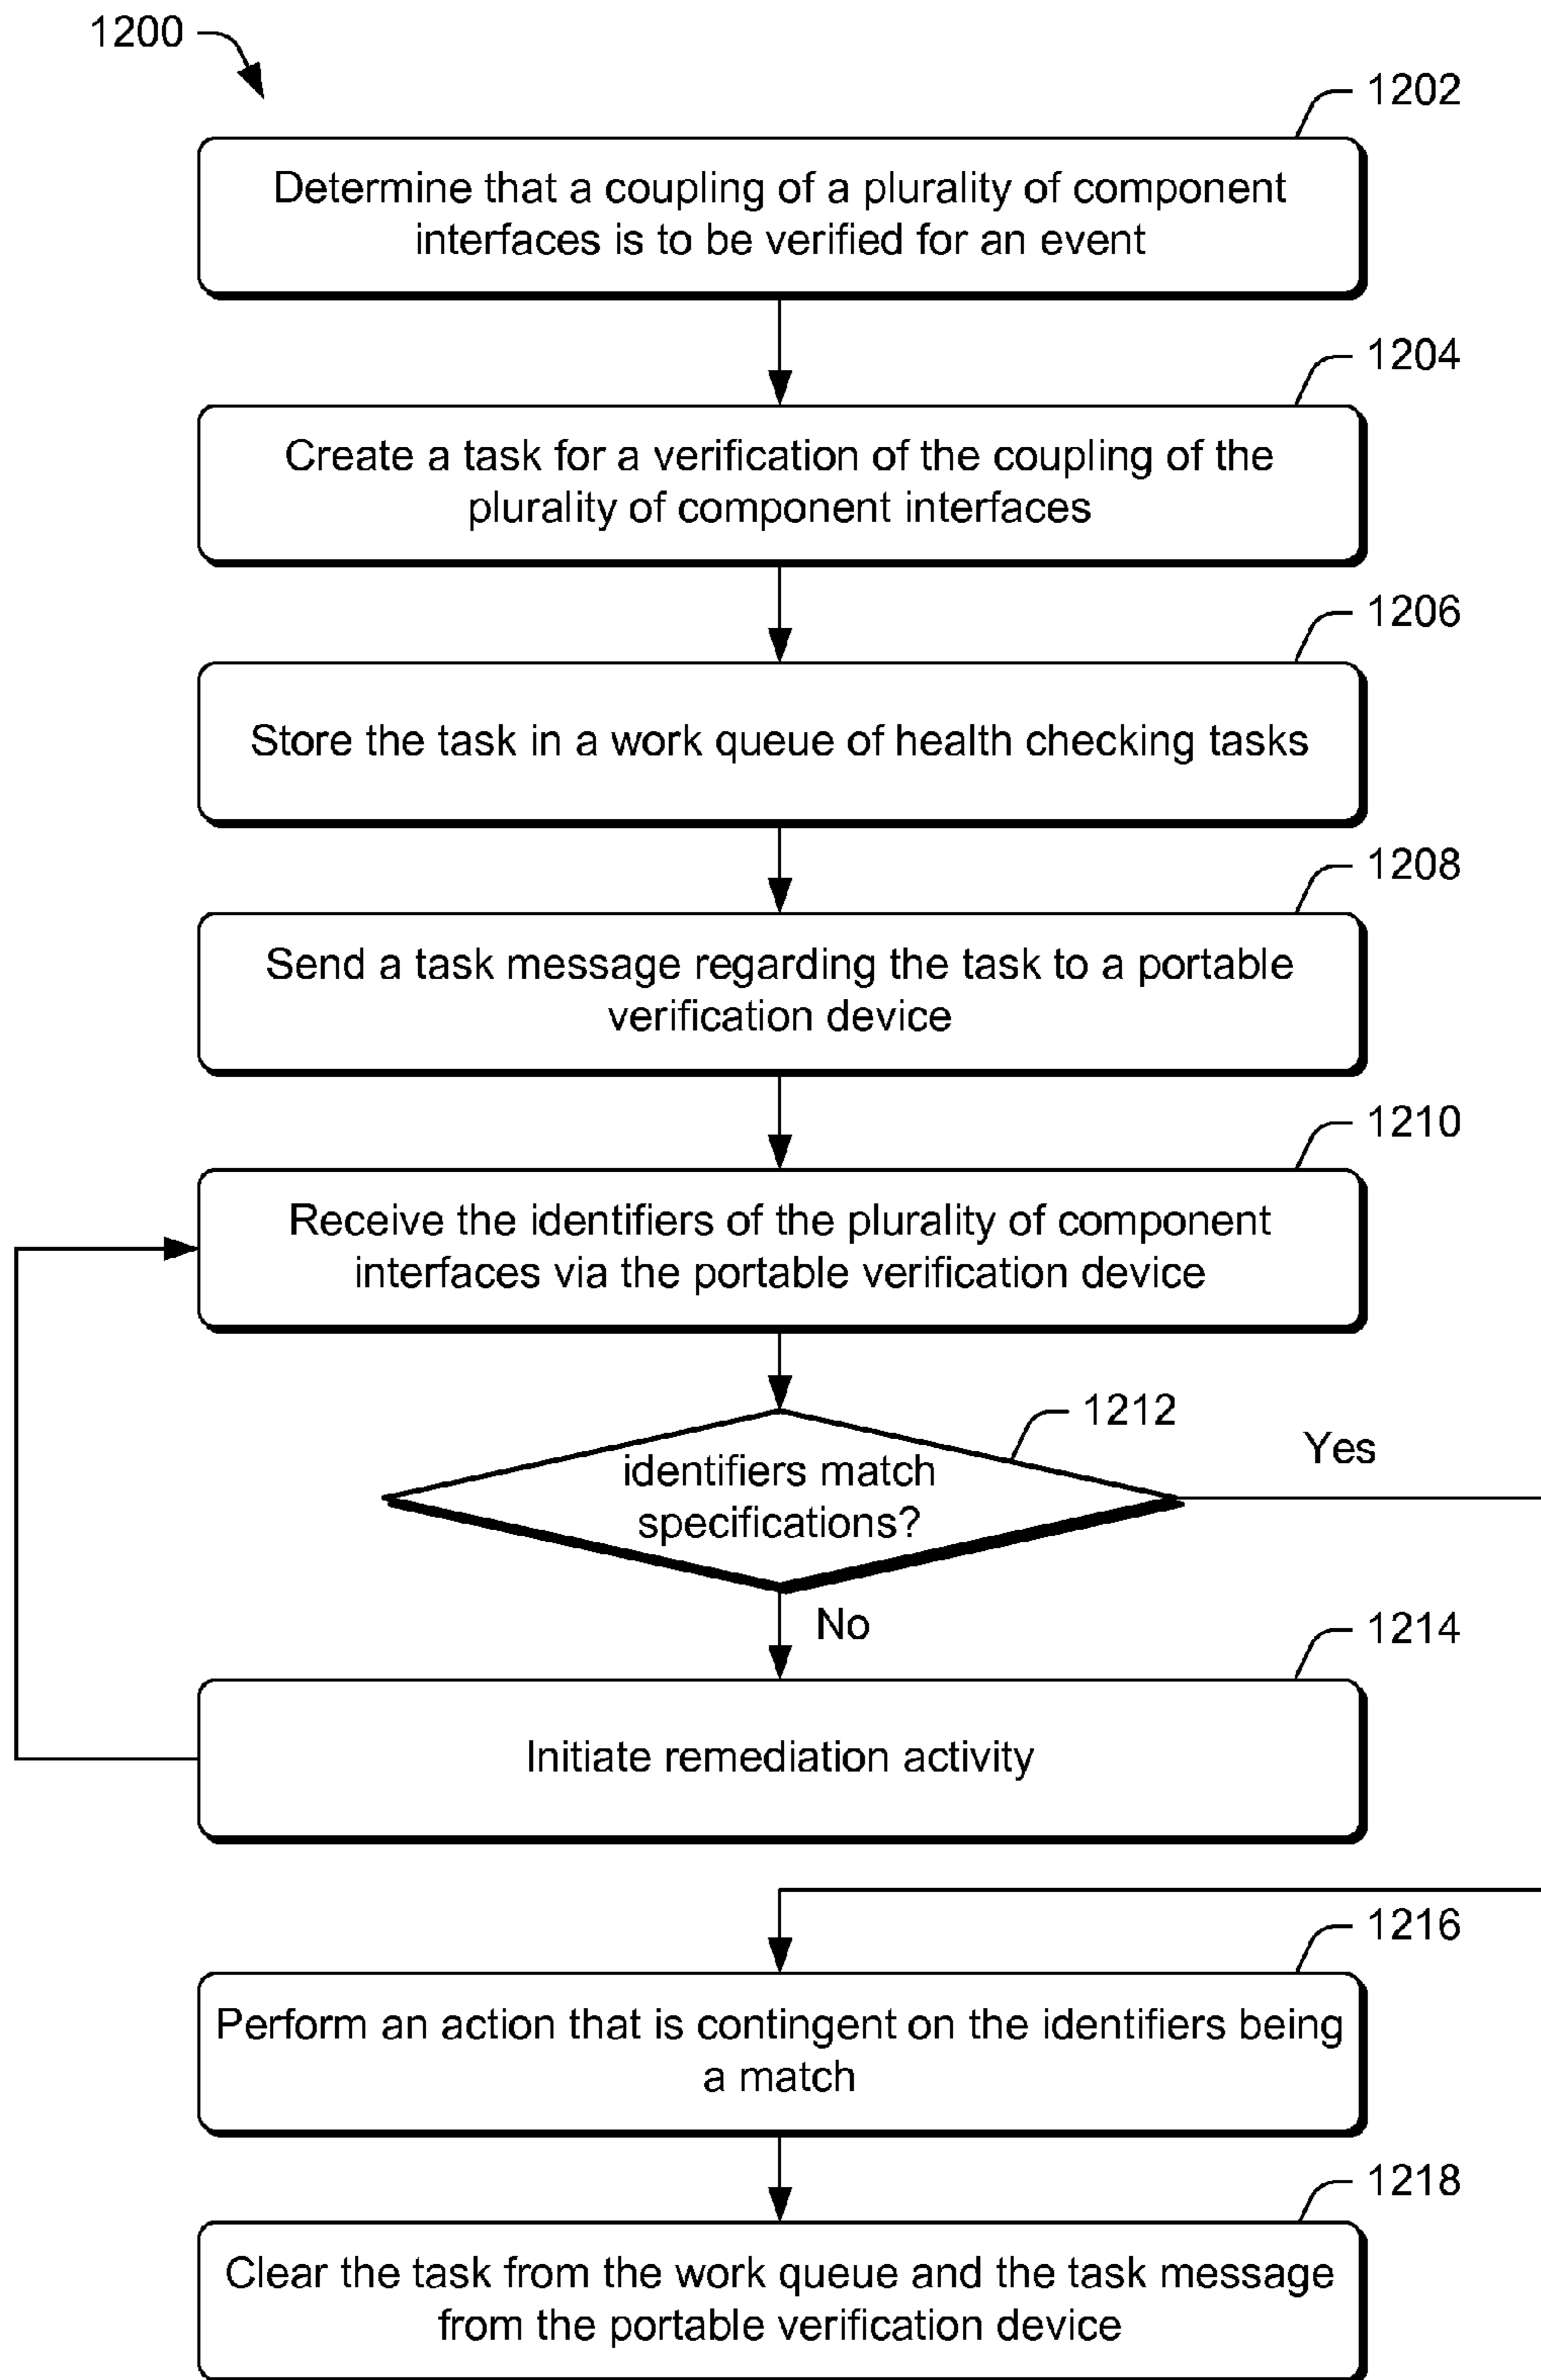 1200
1202
Determine that a coupling of a plurality of component
interfaces is to be verified for an event
1204
Create a task for a verification of the coupling of the
plurality of component interfaces
1206
Store the task in a work queue of health checking tasks
1208
Send a task message regarding the task to a portable
verification device
1210
Receive the identifiers of the plurality of component
interfaces via the portable verification device
1212
identifiers match
specifications?
Yes
No
1214
Initiate remediation activity
1216
Perform an action that is contingent on the identifiers being
a match
1218
Clear the task from the work queue and the task message
from the portable verification device